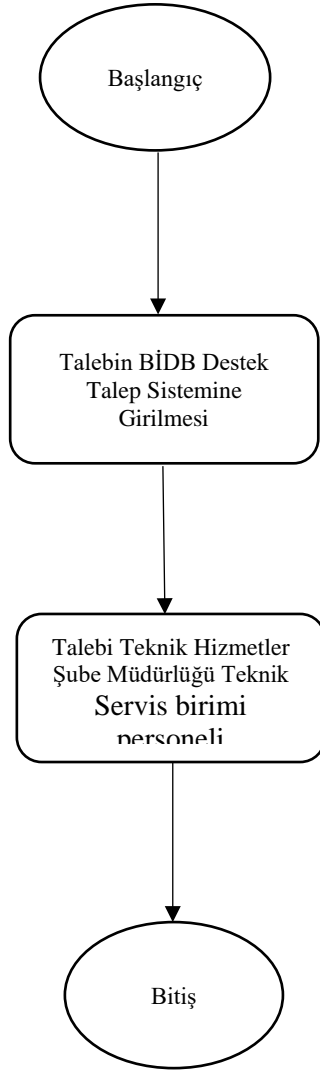 Başlangıç
Talebin BİDB Destek
Talep Sistemine
Girilmesi
Talebi Teknik Hizmetler
Şube Müdürlüğü Teknik
Servis birimi
personeli
Bitiş